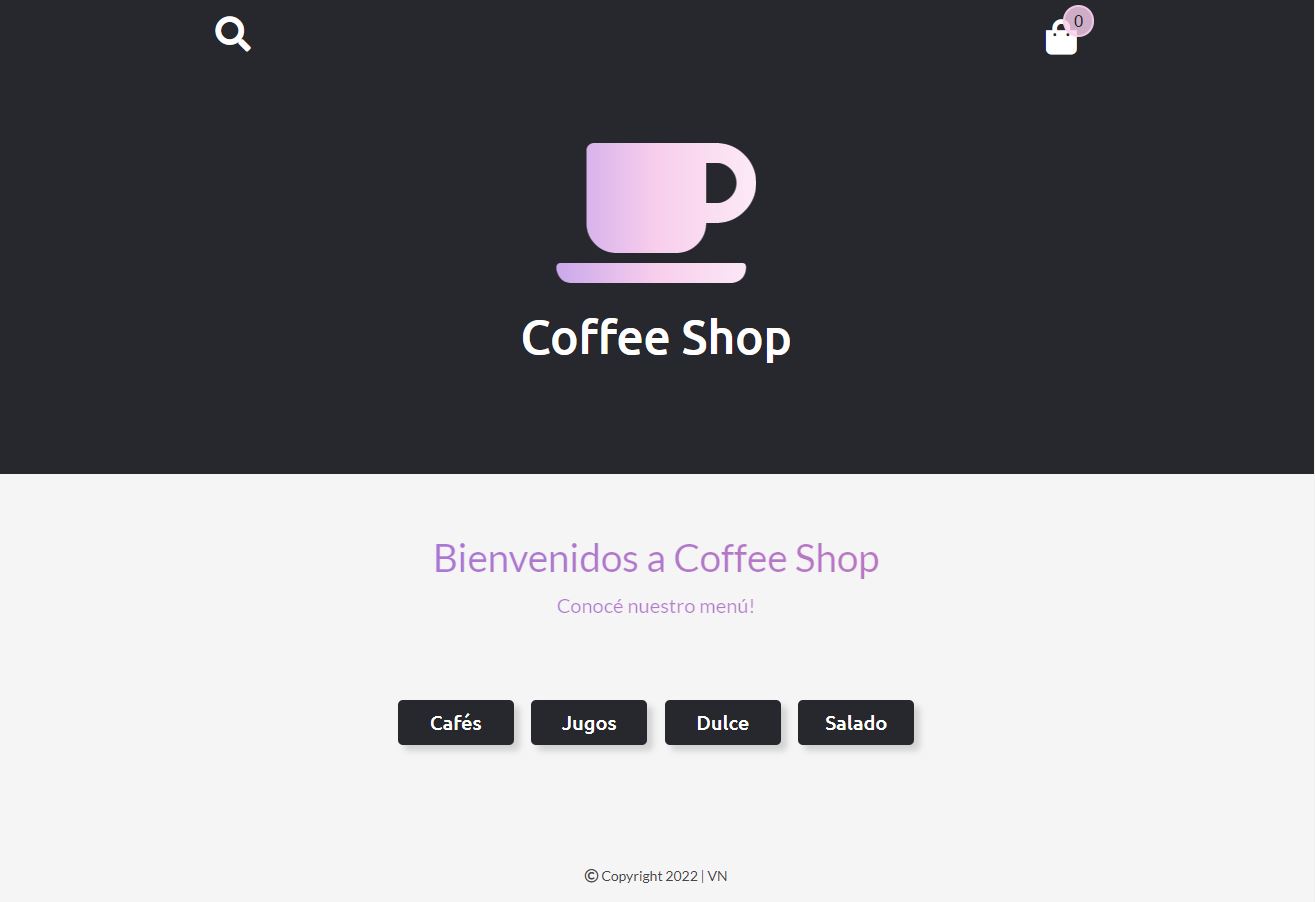 0
Coffee Shop
Bienvenidos a Coffee Shop
Conocé nuestro menú!
Cafés
Jugos
Dulce
Salado
© Copyright 2022 | VN